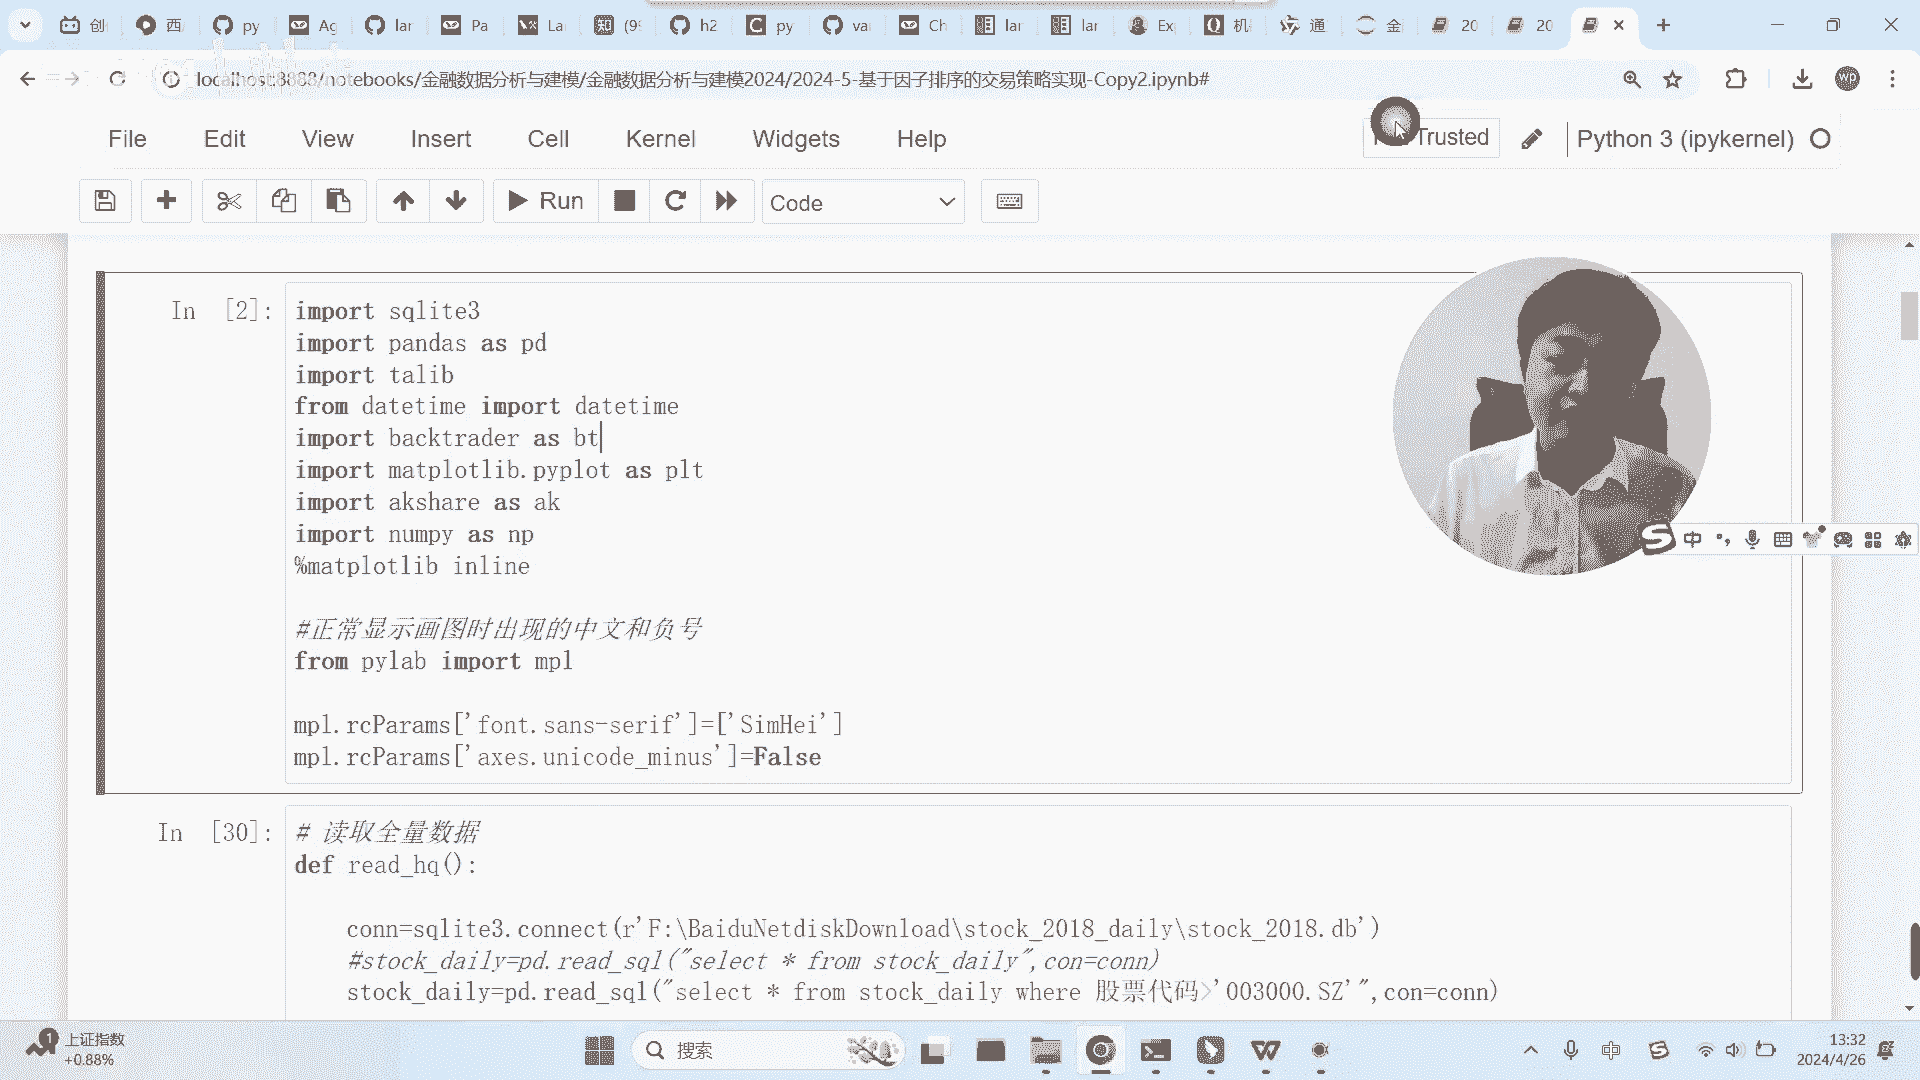 创
西
py
Ag
lar
Pa
La
(9
h2
py
va
Ch
lar
lar
Ex
机
通
金
20
20
localhost:8888/notebooks/金融数据分析与建模/金融数据分析与建模2024/2024-5-基于因子排序的交易策略实现-Copy2.ipynb#
wp
File Edit View Insert Cell Kernel Widgets Help
Trusted
Python 3 (ipykernel)
Run
Code
In [2]:
import sqlite3
import pandas as pd
import talib
from datetime import datetime
import backtrader as bt
import matplotlib.pyplot as plt
import akshare as ak
import numpy as np
%matplotlib inline
#正常显示画图时出现的中文和负号
from pylab import mpl
mpl.rcParams['font.sans-serif']=['SimHei']
mpl.rcParams['axes.unicode_minus']=False
中
In [30]:
# 读取全量数据
def read_hq():
conn=sqlite3.connect(r'F:\BaiduNetdiskDownload\stock_2018_daily\stock_2018.db')
#stock_daily=pd.read_sql("select * from stock_daily",con=conn)
stock_daily=pd.read_sql("select * from stock_daily where 股票代码>'003000.SZ'",con=conn)
1
上证指数
+0.88%
搜索
中
13:32
2024/4/26